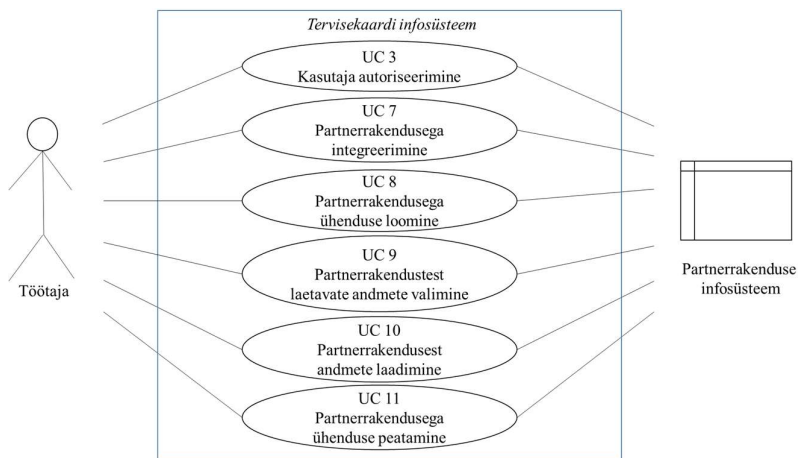 Tervisekaardi infosüsteem
UC 3
Kasutaja autoriseerimine
UC 7
Partnerrakendusega
integreerimine
UC 8
Partnerrakendusega
ühenduse loomine
UC 9
Partnerrakendustest
laetavate andmete valimine
UC 10
Partnerrakendusest
andmete laadimine
UC 11
Partnerrakendusega
ühenduse peatamine
Töötaja
Partnerrakenduse
infosüsteem